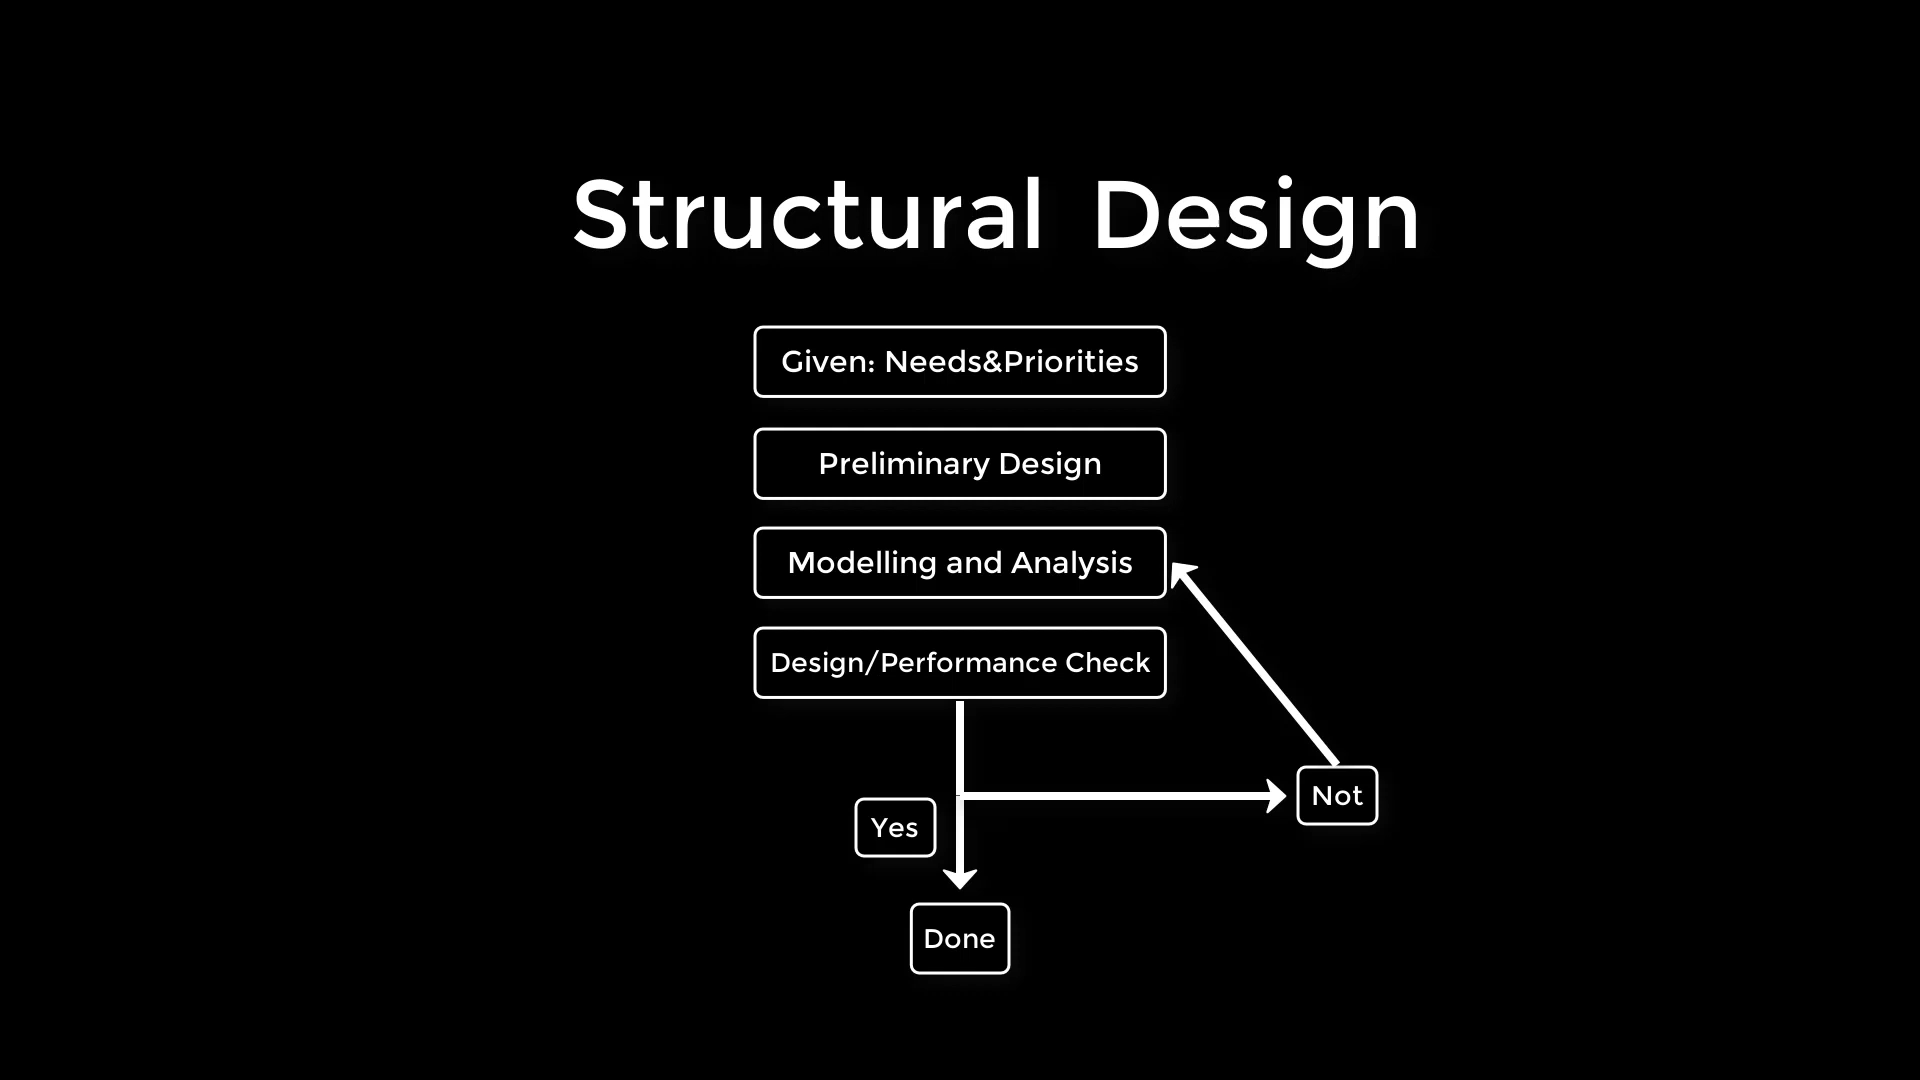 Structural Design
Given: Needs&Priorities
Preliminary Design
Modelling and Analysis
Design/Performance Check
Not
Yes
Done